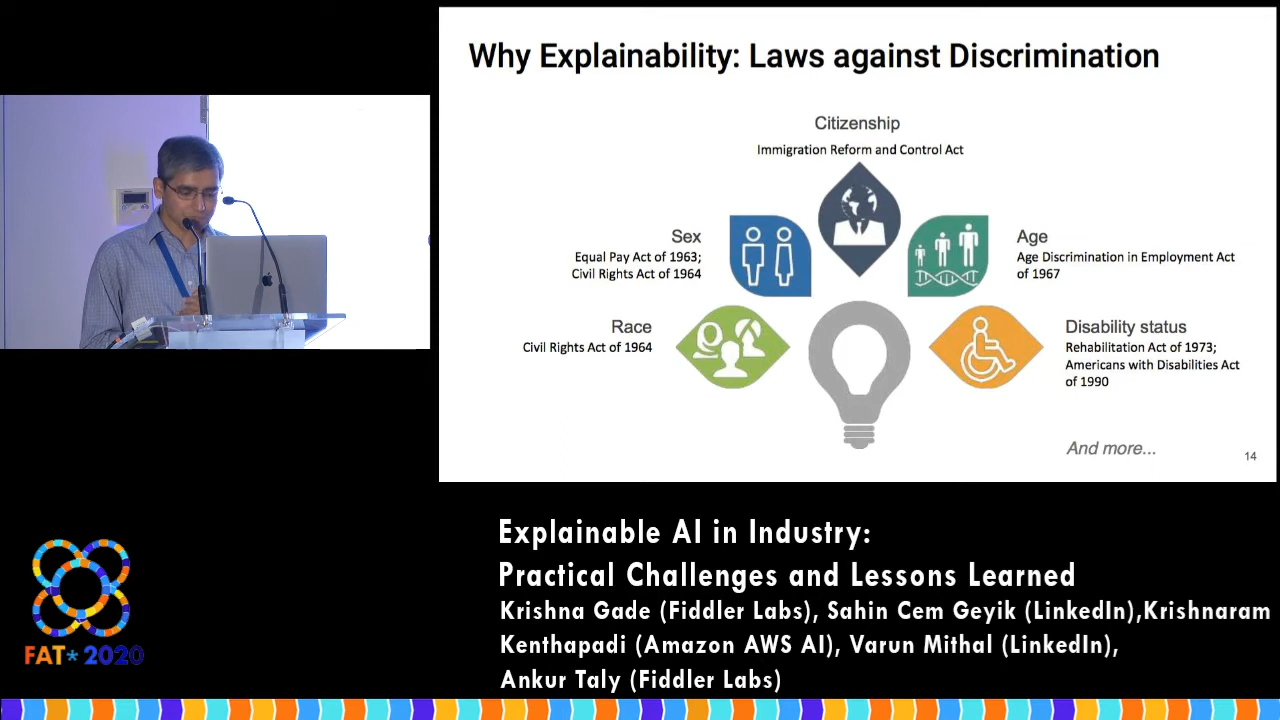 Why Explainability: Laws against Discrimination
Citizenship
Immigration Reform and Control Act
Sex
Equal Pay Act of 1963;
Civil Rights Act of 1964
Age
Age Discrimination in Employment Act
of 1967
Race
Civil Rights Act of 1964
Disability status
Rehabilitation Act of 1973;
Americans with Disabilities Act
of 1990
And more...
14
Explainable AI in Industry:
Practical Challenges and Lessons Learned
Krishna Gade (Fiddler Labs), Sahin Cem Geyik (LinkedIn),Krishnaram
Kenthapadi (Amazon AWS AI), Varun Mithal (LinkedIn),
Ankur Taly (Fiddler Labs)
FAT* 2020